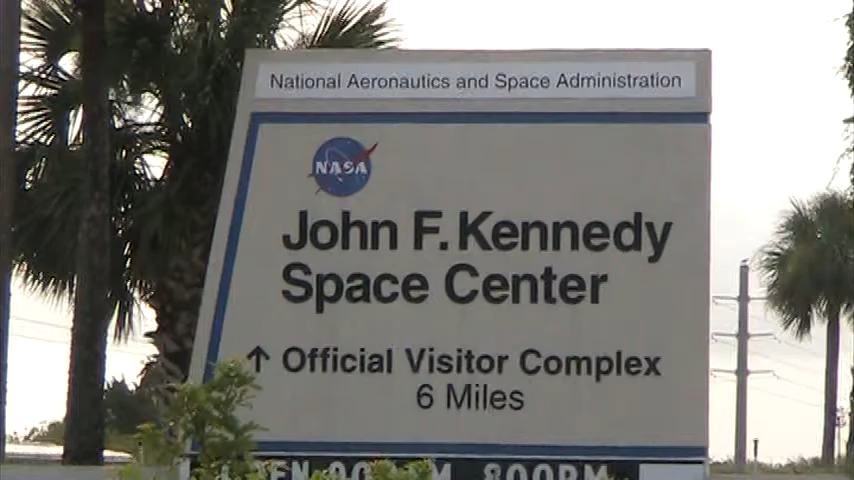 National Aeronautics and Space Administration
NASA
John F. Kennedy
Space Center
↑ Official Visitor Complex
6 Miles